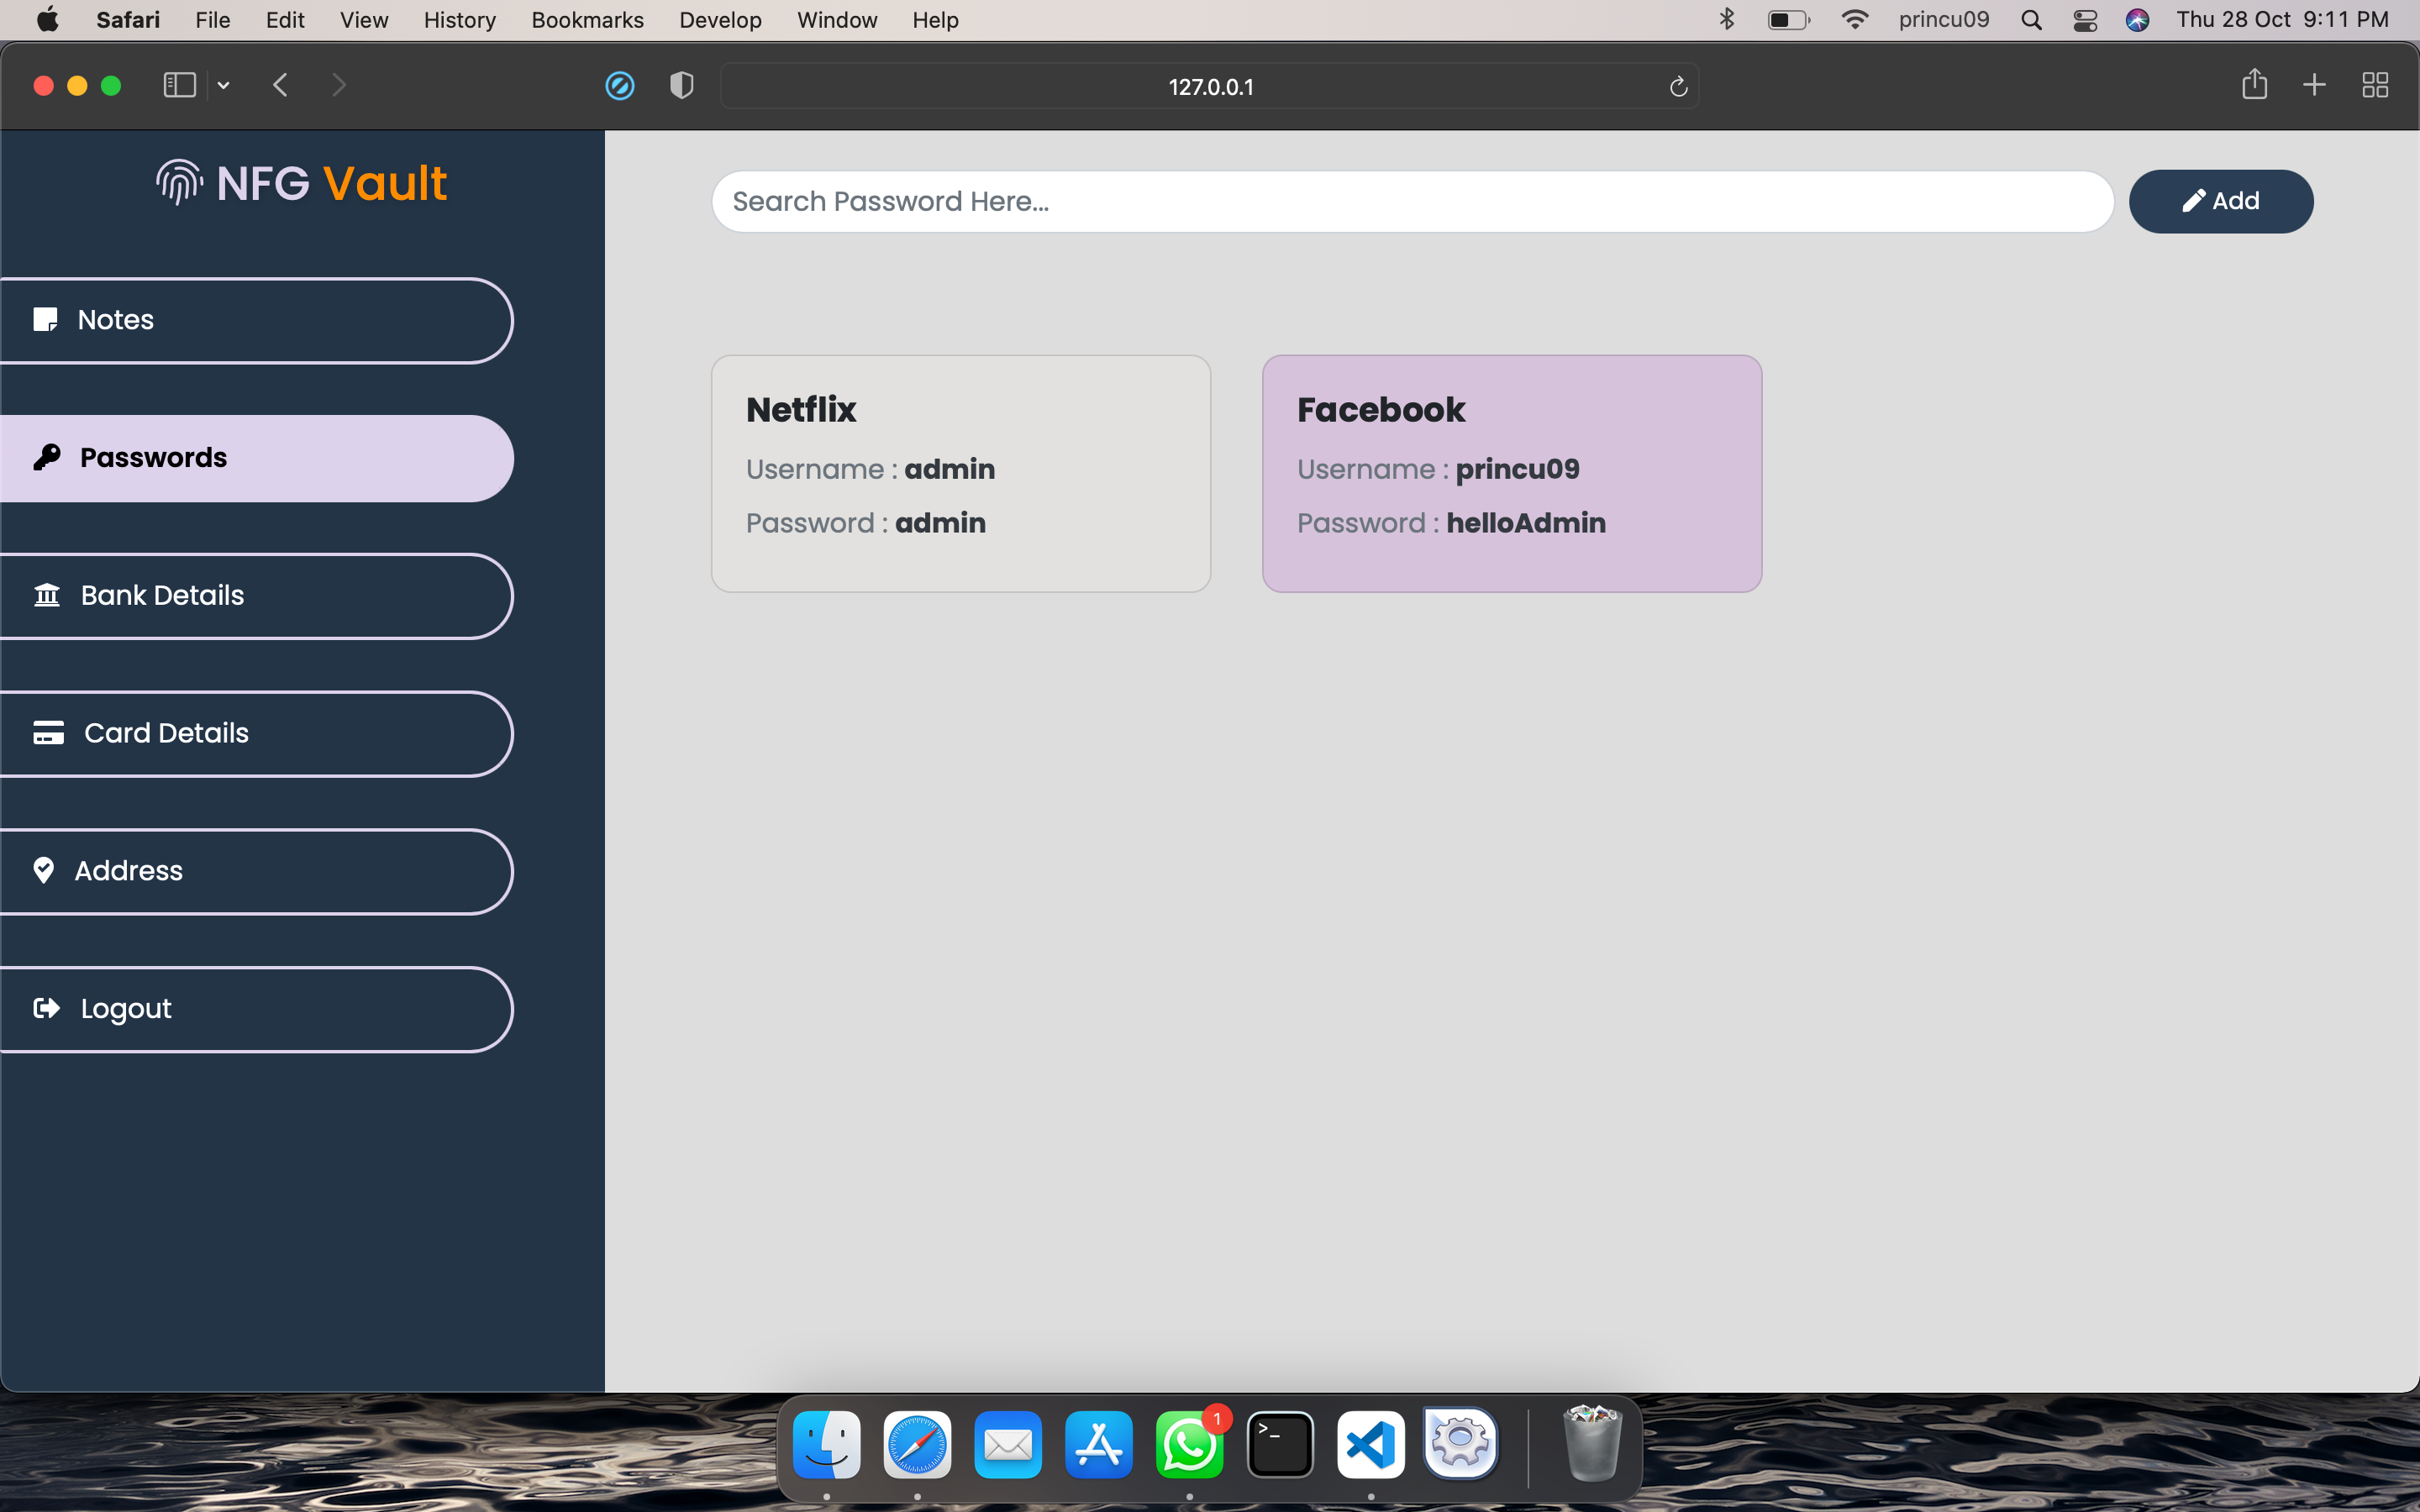 Safari File Edit View History Bookmarks Develop Window Help princu09 Thu 28 Oct 9:11 PM
127.0.0.1
NFG Vault
Search Password Here...
Add
Notes
Passwords
Bank Details
Card Details
Address
Logout
Netflix
Username : admin
Password : admin
Facebook
Username : princu09
Password : helloAdmin
1
>_